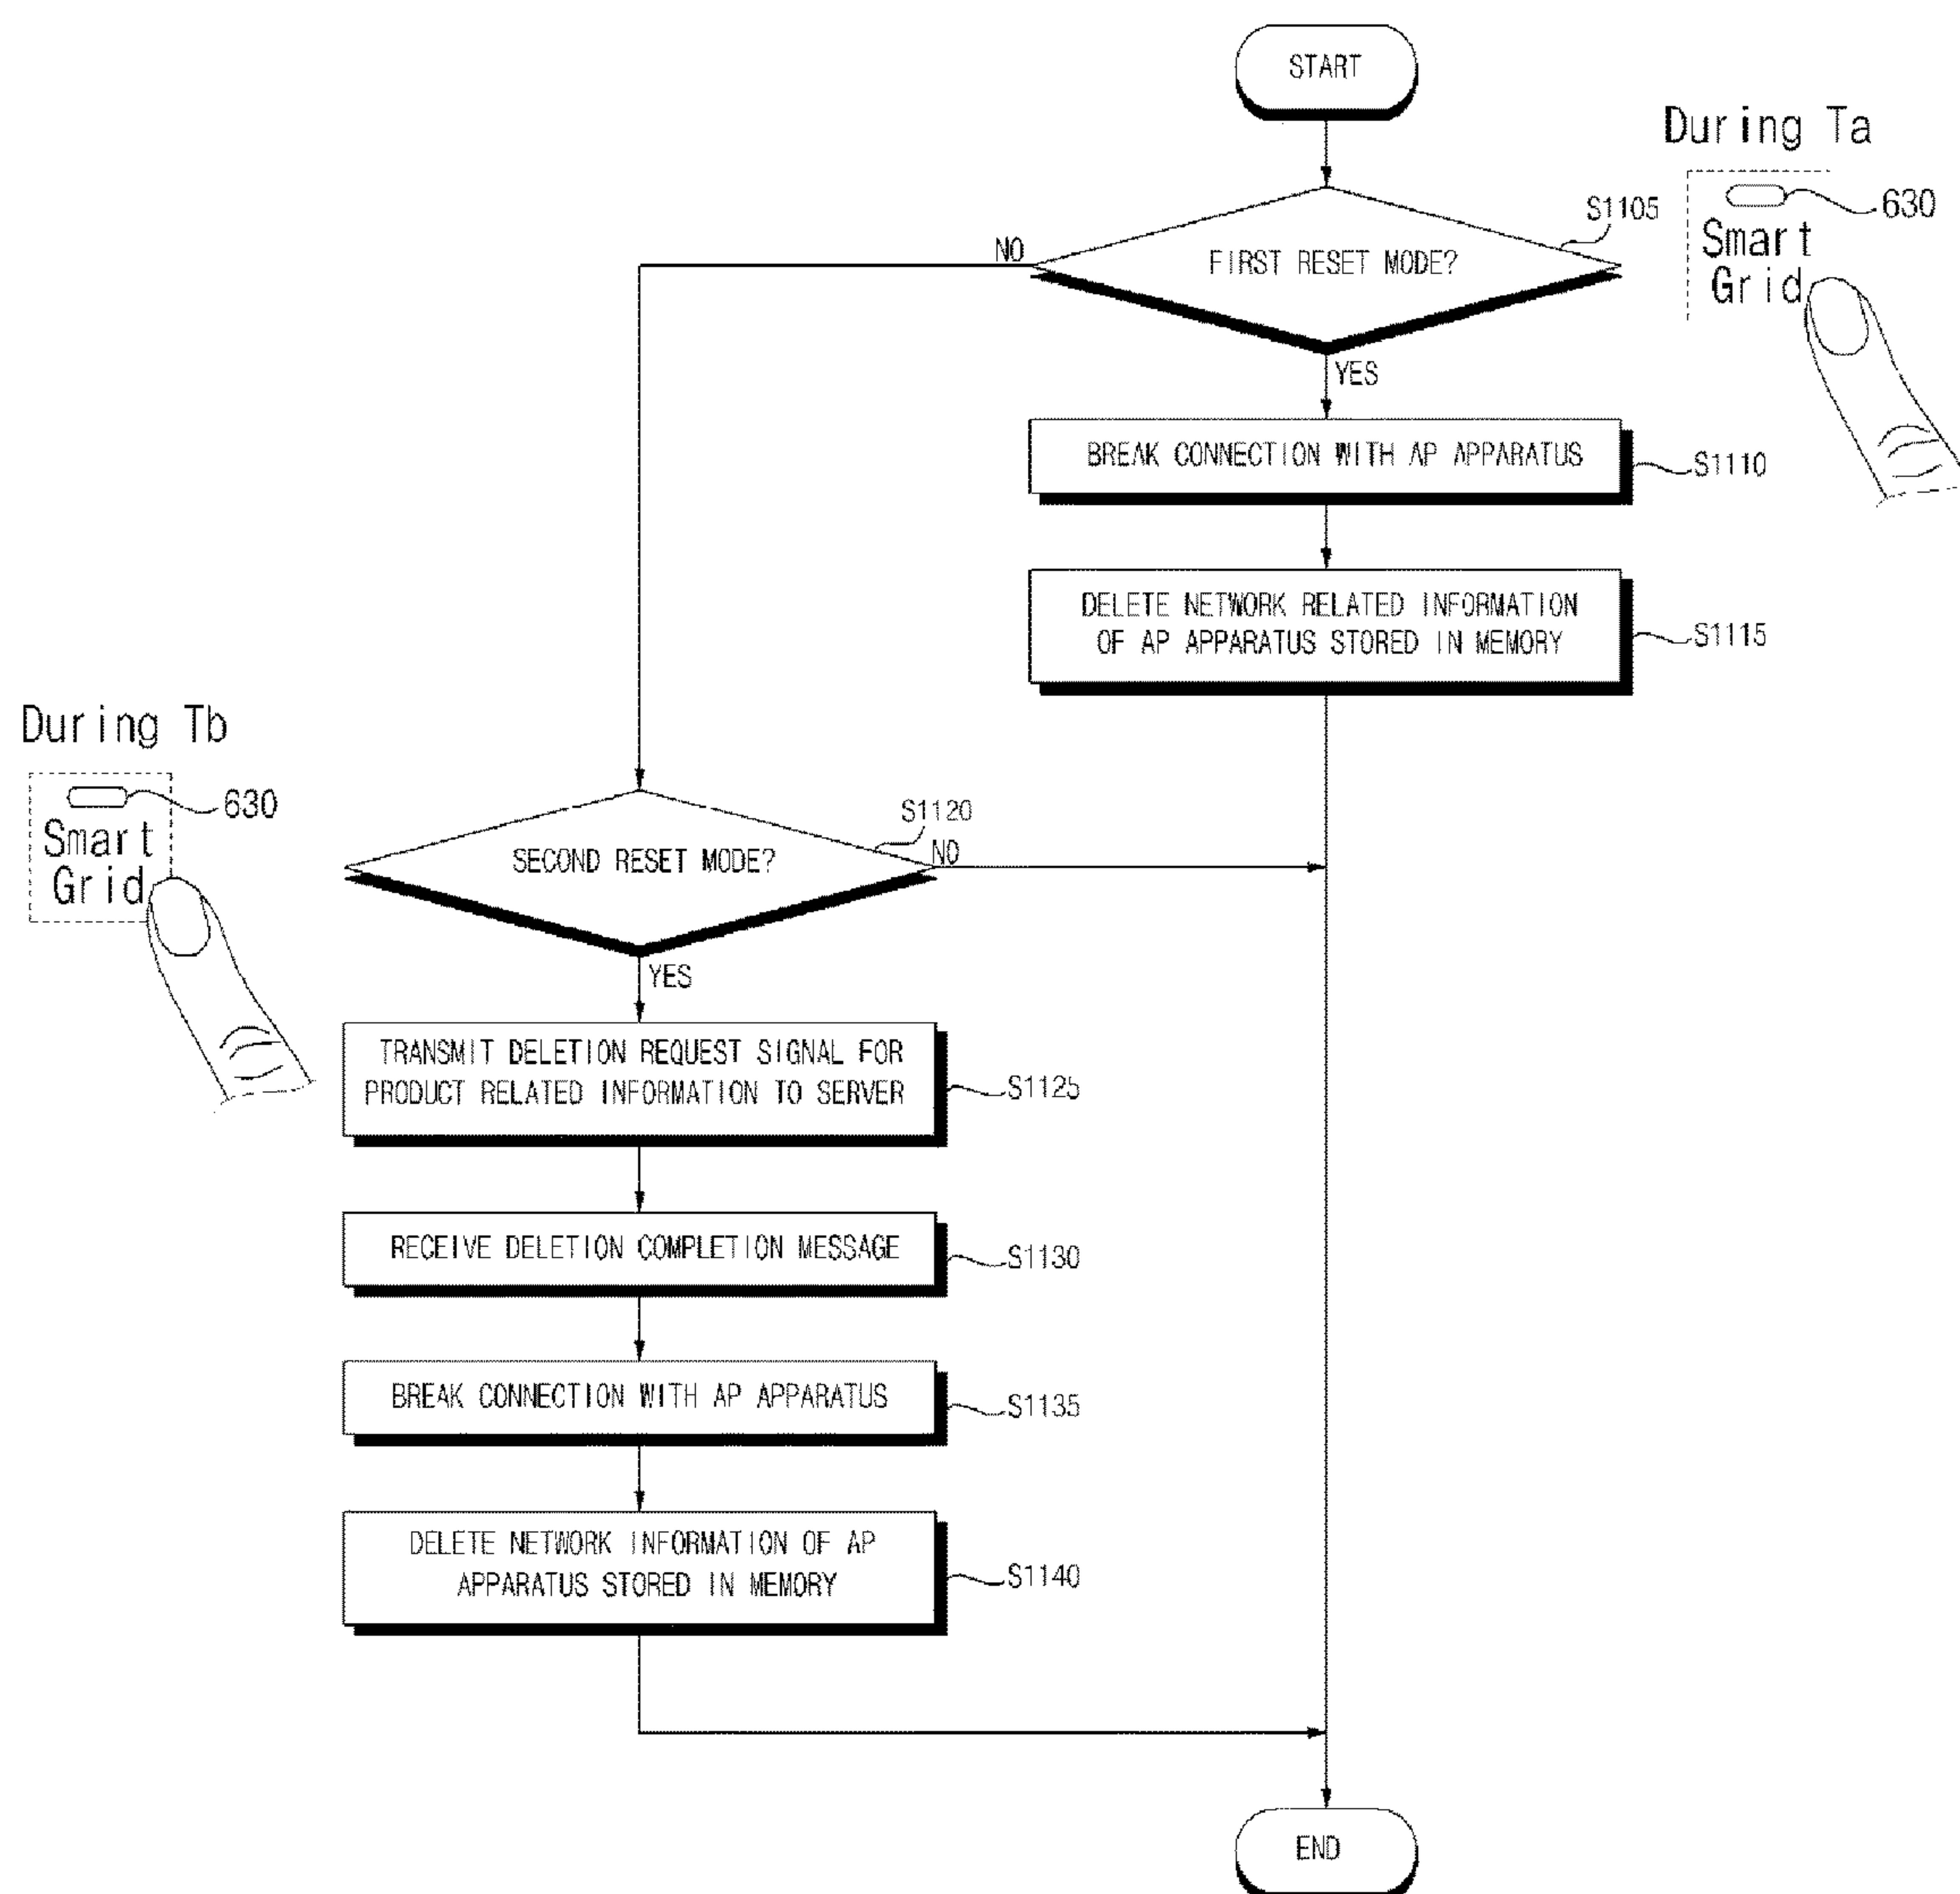 START
During Ta
630
Smart
Grid
S1105
NO
FIRST RESET MODE?
YES
BREAK CONNECTION WITH AP APPARATUS
S1110
DELETE NETWORK RELATED INFORMATION
OF AP APPARATUS STORED IN MEMORY
S1115
During Tb
630
Smart
Grid
S1120
SECOND RESET MODE?
NO
YES
TRANSMIT DELETION REQUEST SIGNAL FOR
PRODUCT RELATED INFORMATION TO SERVER
S1125
RECEIVE DELETION COMPLETION MESSAGE
S1130
BREAK CONNECTION WITH AP APPARATUS
S1135
DELETE NETWORK INFORMATION OF AP
APPARATUS STORED IN MEMORY
S1140
END